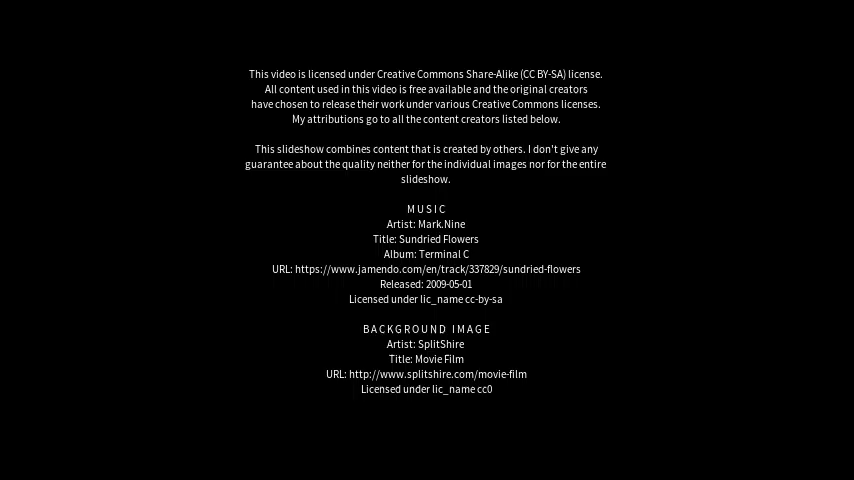 This video is licensed under Creative Commons Share-Alike (CC BY-SA) license.
All content used in this video is free available and the original creators
have chosen to release their work under various Creative Commons licenses.
My attributions go to all the content creators listed below.
This slideshow combines content that is created by others. I don't give any
guarantee about the quality neither for the individual images nor for the entire
slideshow.
MUSIC
Artist: Mark.Nine
Title: Sundried Flowers
Album: Terminal C
URL: https://www.jamendo.com/en/track/337829/sundried-flowers
Released: 2009-05-01
Licensed under lic_name cc-by-sa
BACKGROUND IMAGE
Artist: SplitShire
Title: Movie Film
URL: http://www.splitshire.com/movie-film
Licensed under lic_name cc0